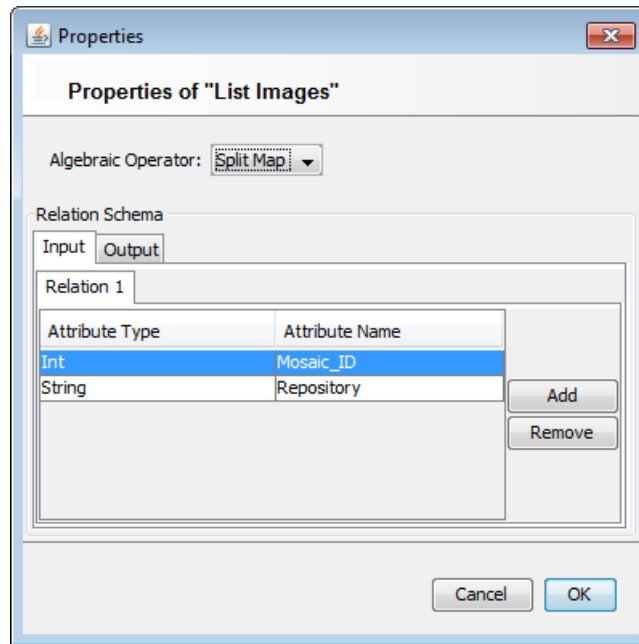 Properties
Properties of "List Images"
Algebraic Operator: Split Map
Relation Schema
Input Output
Relation 1
Attribute Type Attribute Name
Int Mosaic_ID
String Repository
Add
Remove
Cancel OK